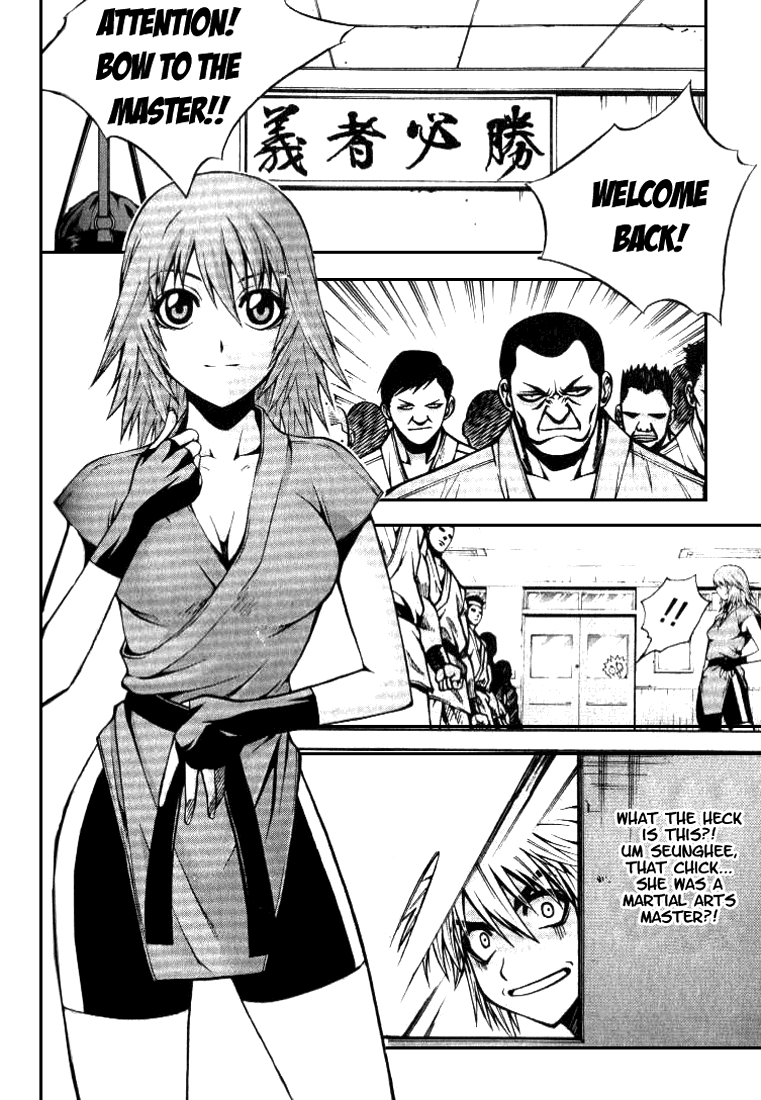 ATTENTION!
BOW TO THE
MASTER!!
義者必勝
WELCOME
BACK!
!!
WHAT THE HECK
IS THIS?!
UM SEUNGHEE,
THAT CHICK...
SHE WAS A
MARTIAL ARTS
MASTER?!